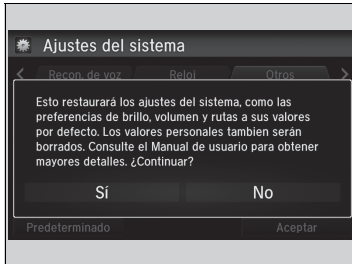 Ajustes del sistema
Recon. de voz Reloj Otros
Esto restaurará los ajustes del sistema, como las
preferencias de brillo, volumen y rutas a sus valores
por defecto. Los valores personales tambien serán
borrados. Consulte el Manual de usuario para obtener
mayores detalles. ¿Continuar?
Sí No
Predeterminado Aceptar